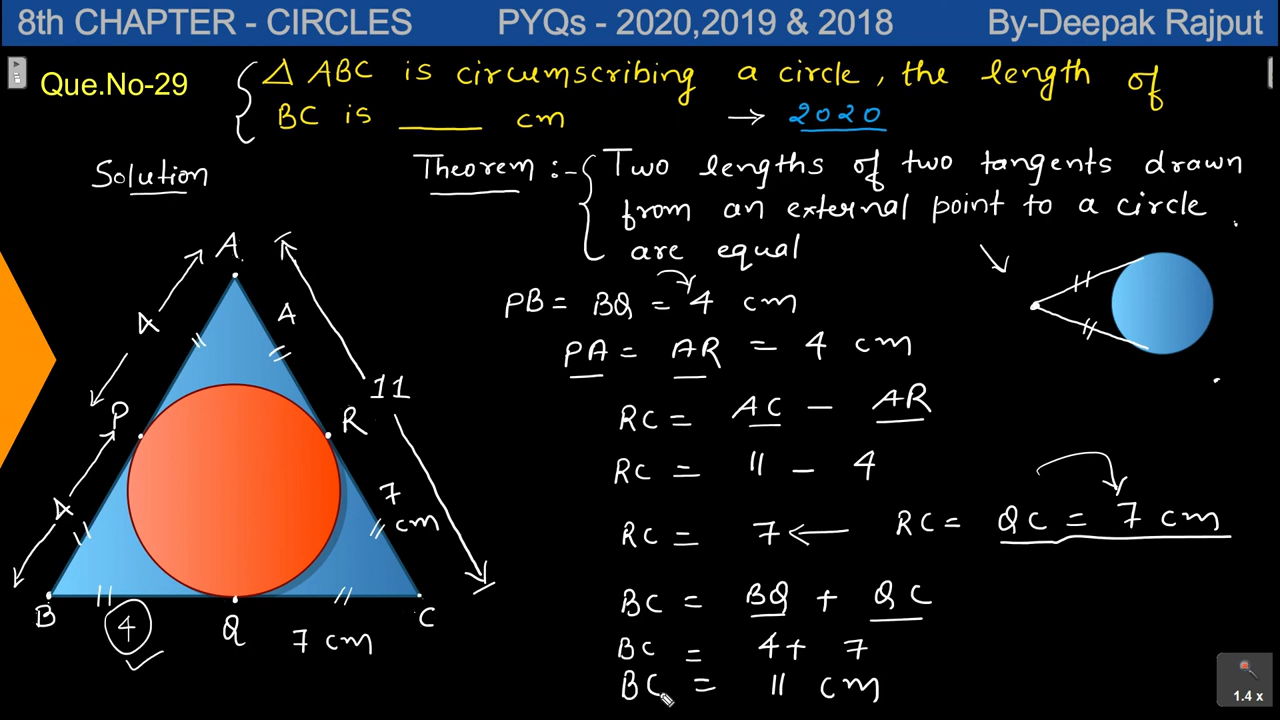 8th CHAPTER - CIRCLES PYQs - 2020,2019 & 2018 By-Deepak Rajput
Que.No-29 Δ ABC is circumscribing a circle, the length of
BC is ____ cm → 2020
Solution
Theorem :- Two lengths of two tangents drawn
from an external point to a circle
are equal
A
4
4
11
P
R
4
7
cm
B
4
Q
7 cm
C
PB = BQ = 4 cm
PA = AR = 4 cm
RC = AC - AR
RC = 11 - 4
RC = 7 ← RC = QC = 7 cm
BC = BQ + QC
BC = 4 + 7
BC = 11 cm
1.4 x